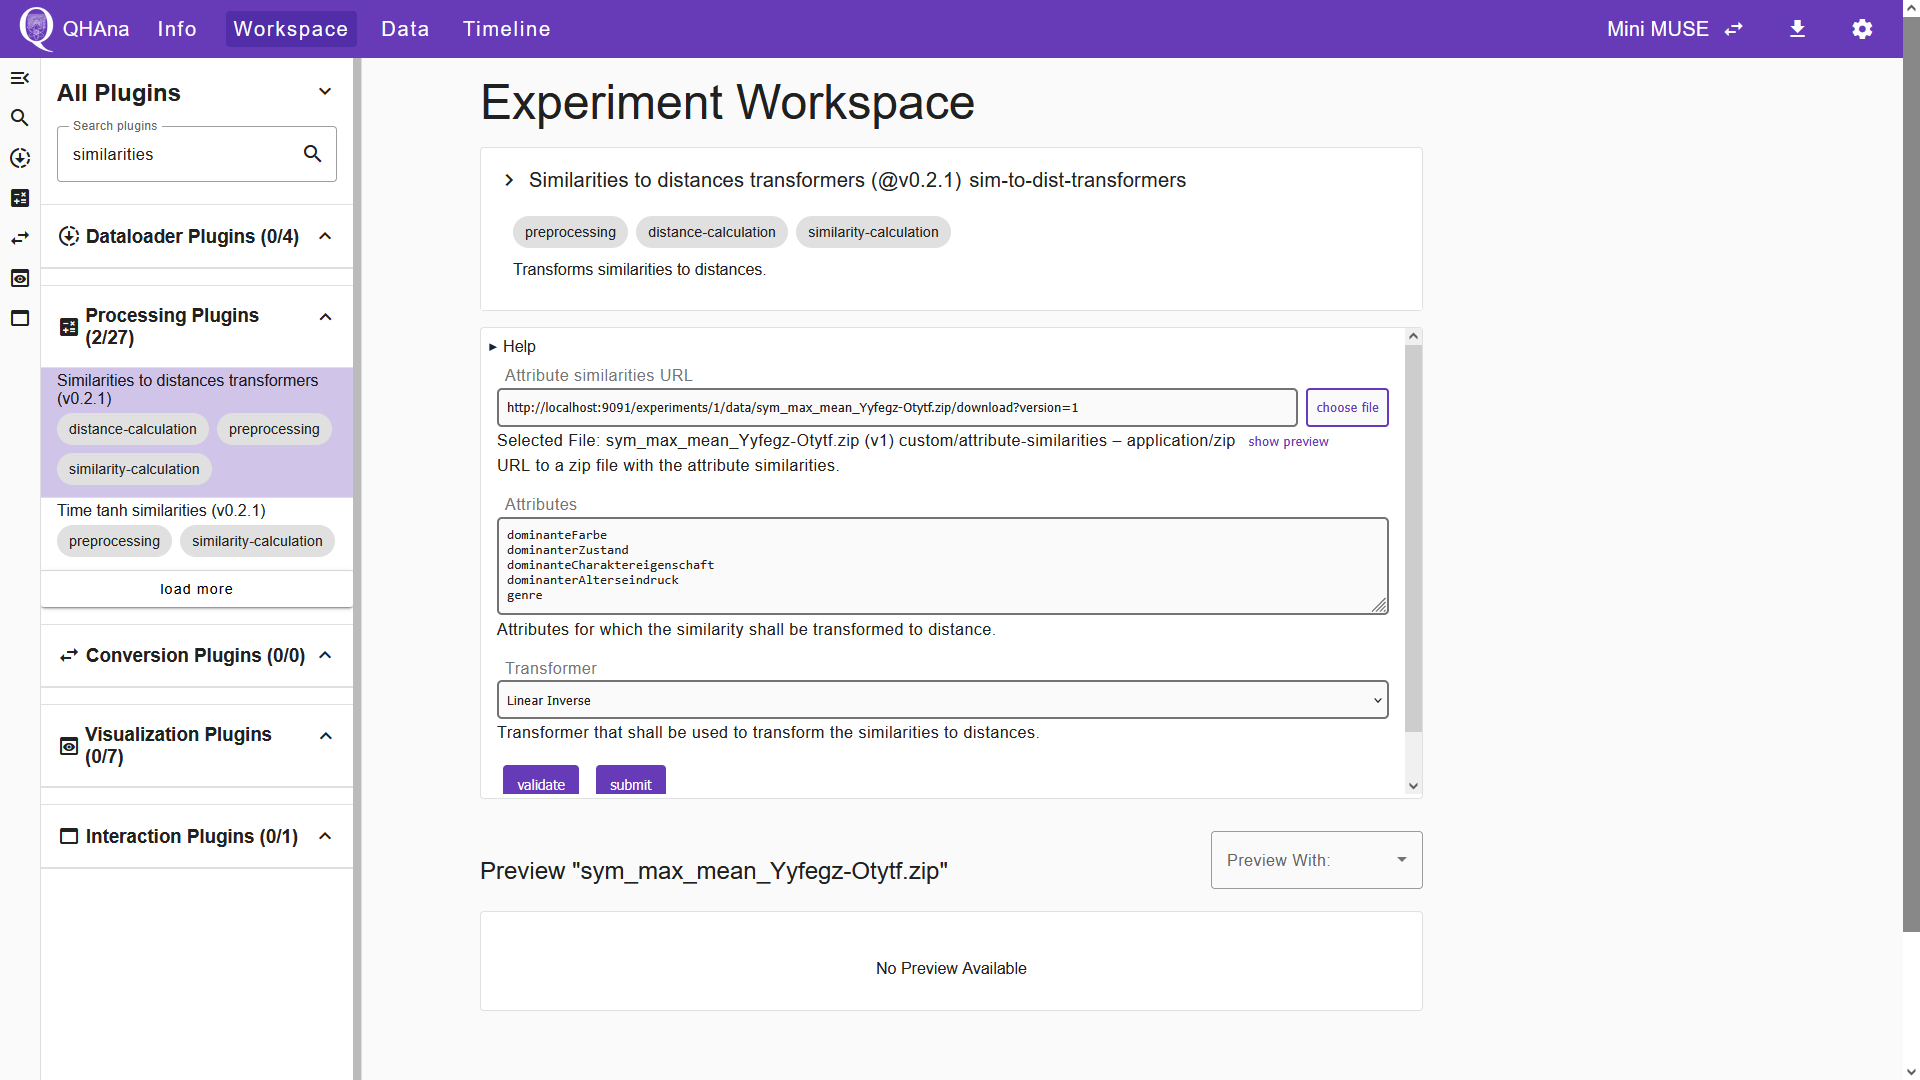 QHAna Info Workspace Data Timeline Mini MUSE
All Plugins
Search plugins
similarities
Dataloader Plugins (0/4)
Processing Plugins
(2/27)
Similarities to distances transformers
(v0.2.1)
distance-calculation preprocessing
similarity-calculation
Time tanh similarities (v0.2.1)
preprocessing similarity-calculation
load more
Conversion Plugins (0/0)
Visualization Plugins
(0/7)
Interaction Plugins (0/1)
Experiment Workspace
Similarities to distances transformers (@v0.2.1) sim-to-dist-transformers
preprocessing distance-calculation similarity-calculation
Transforms similarities to distances.
Help
Attribute similarities URL
http://localhost:9091/experiments/1/data/sym_max_mean_Yyfegz-Otytf.zip/download?version=1 choose file
Selected File: sym_max_mean_Yyfegz-Otytf.zip (v1) custom/attribute-similarities – application/zip show preview
URL to a zip file with the attribute similarities.
Attributes
dominanteFarbe
dominanterZustand
dominanteCharaktereigenschaft
dominanterAlterseindruck
genre
Attributes for which the similarity shall be transformed to distance.
Transformer
Linear Inverse
Transformer that shall be used to transform the similarities to distances.
validate submit
Preview "sym_max_mean_Yyfegz-Otytf.zip"
Preview With:
No Preview Available